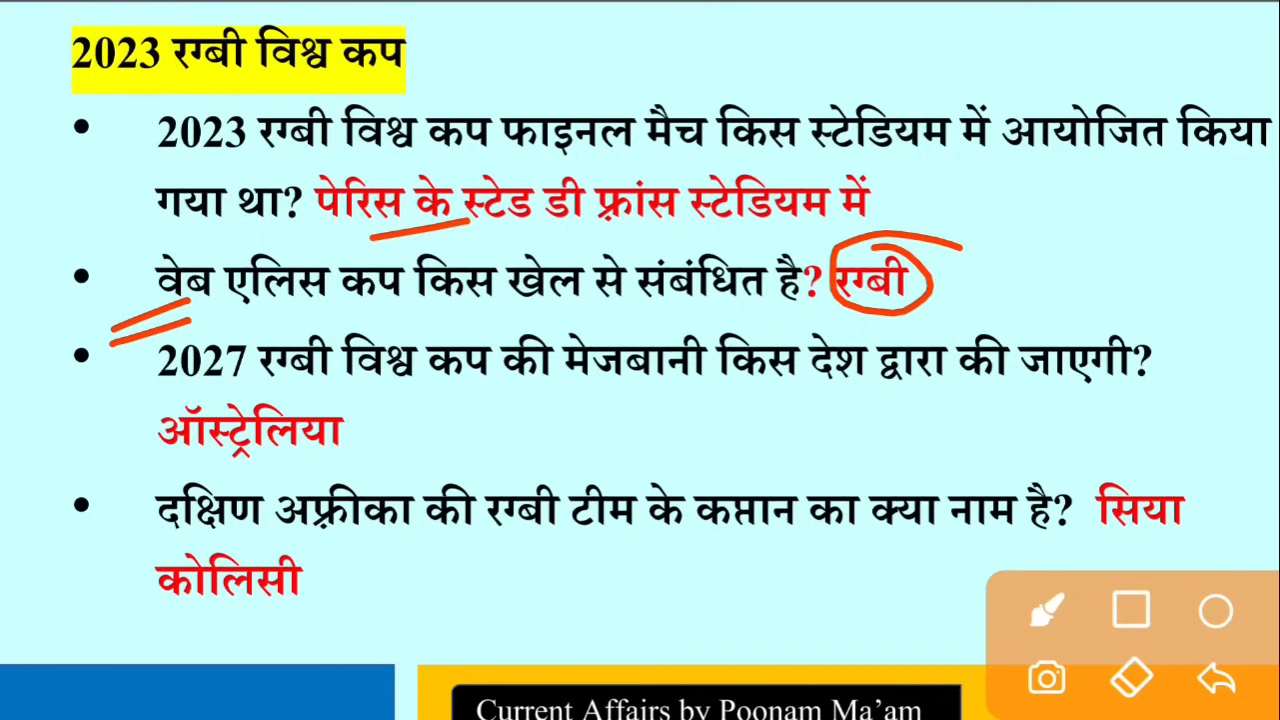 2023 रग्बी विश्व कप
• 2023 रग्बी विश्व कप फाइनल मैच किस स्टेडियम में आयोजित किया
गया था? पेरिस के स्टेड डी फ़्रांस स्टेडियम में
• वेब एलिस कप किस खेल से संबंधित है? रग्बी
• 2027 रग्बी विश्व कप की मेजबानी किस देश द्वारा की जाएगी?
ऑस्ट्रेलिया
• दक्षिण अफ़्रीका की रग्बी टीम के कप्तान का क्या नाम है? सिया
कोलिसी
Current Affairs by Poonam Ma’am